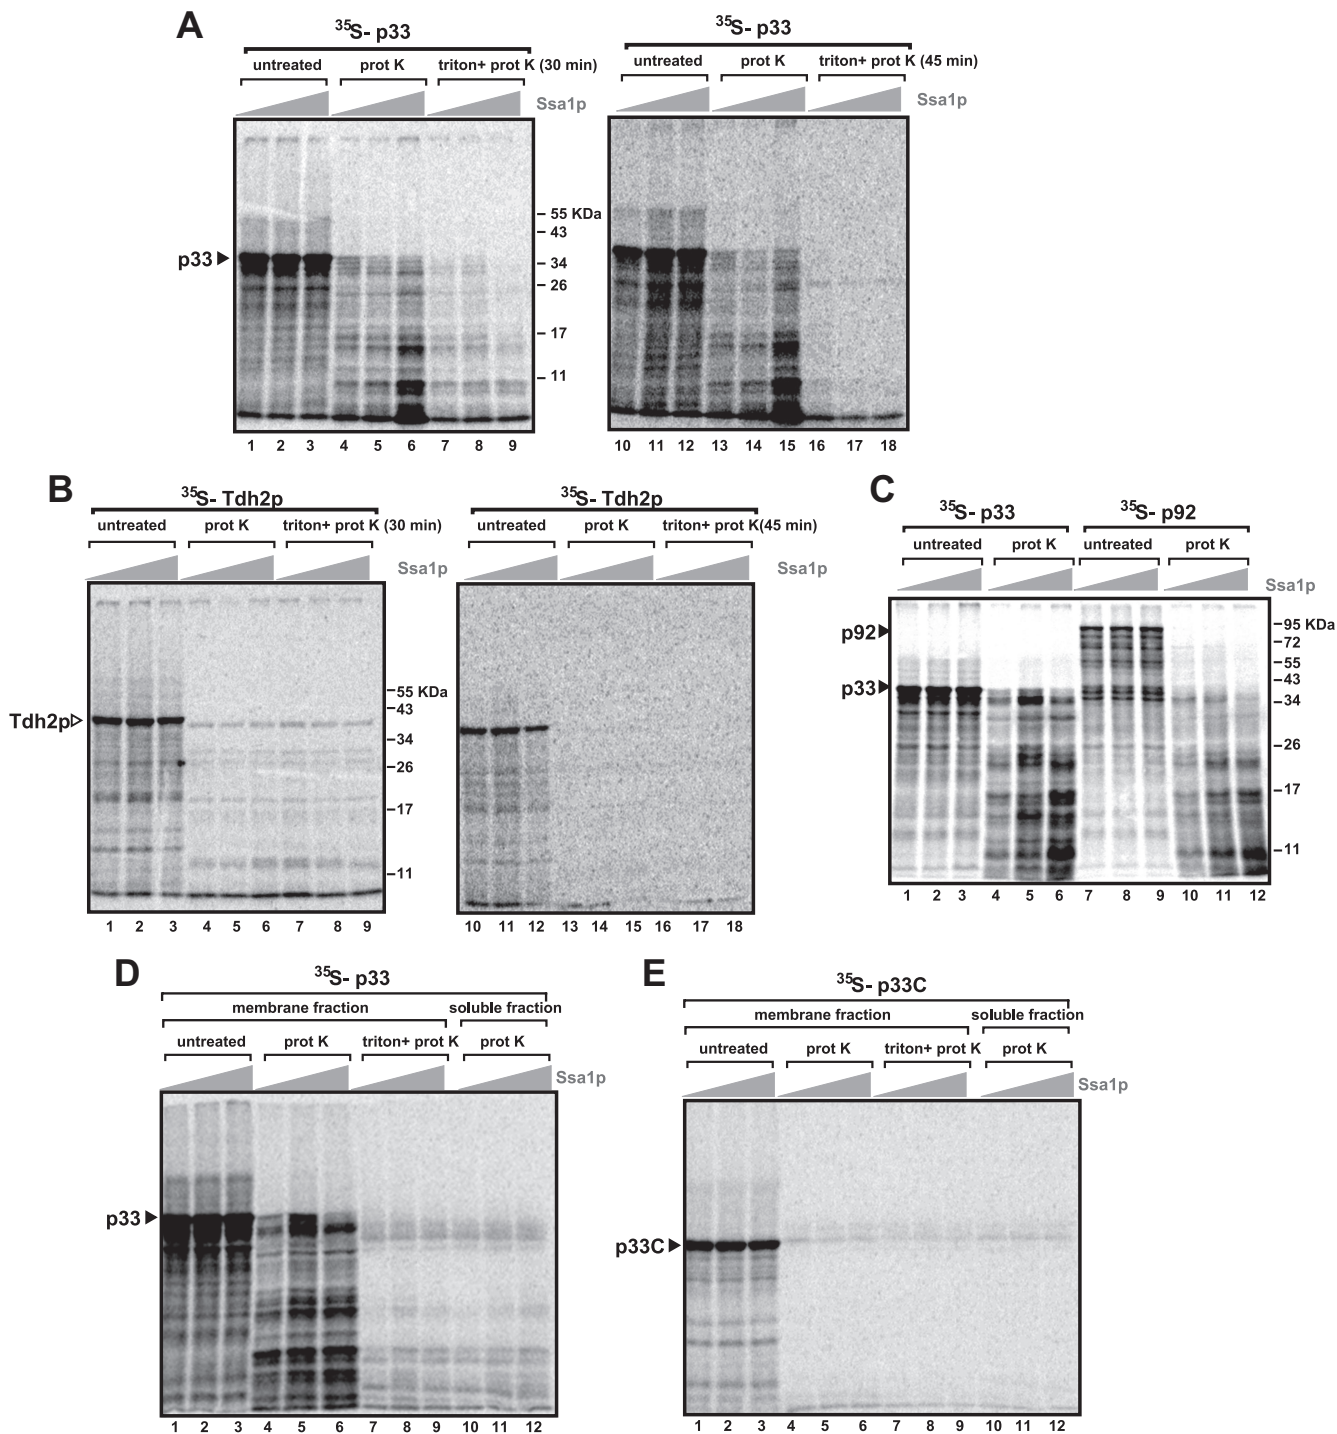 A
35S- p33
untreated prot K triton+ prot K (30 min)
Ssa1p
p33
55 KDa
43
34
26
17
11
1 2 3 4 5 6 7 8 9
35S- p33
untreated prot K triton+ prot K (45 min)
10 11 12 13 14 15 16 17 18
B
35S- Tdh2p
untreated prot K triton+ prot K (30 min)
Ssa1p
Tdh2p
55 KDa
43
34
26
17
11
1 2 3 4 5 6 7 8 9
35S- Tdh2p
untreated prot K triton+ prot K(45 min)
Ssa1p
10 11 12 13 14 15 16 17 18
C
35S- p33 35S- p92
untreated prot K untreated prot K
Ssa1p
p92
p33
95 KDa
72
55
43
34
26
17
11
1 2 3 4 5 6 7 8 9 10 11 12
D
35S- p33
membrane fraction soluble fraction
untreated prot K triton+ prot K prot K
Ssa1p
p33
1 2 3 4 5 6 7 8 9 10 11 12
E
35S- p33C
membrane fraction soluble fraction
untreated prot K triton+ prot K prot K
Ssa1p
p33C
1 2 3 4 5 6 7 8 9 10 11 12